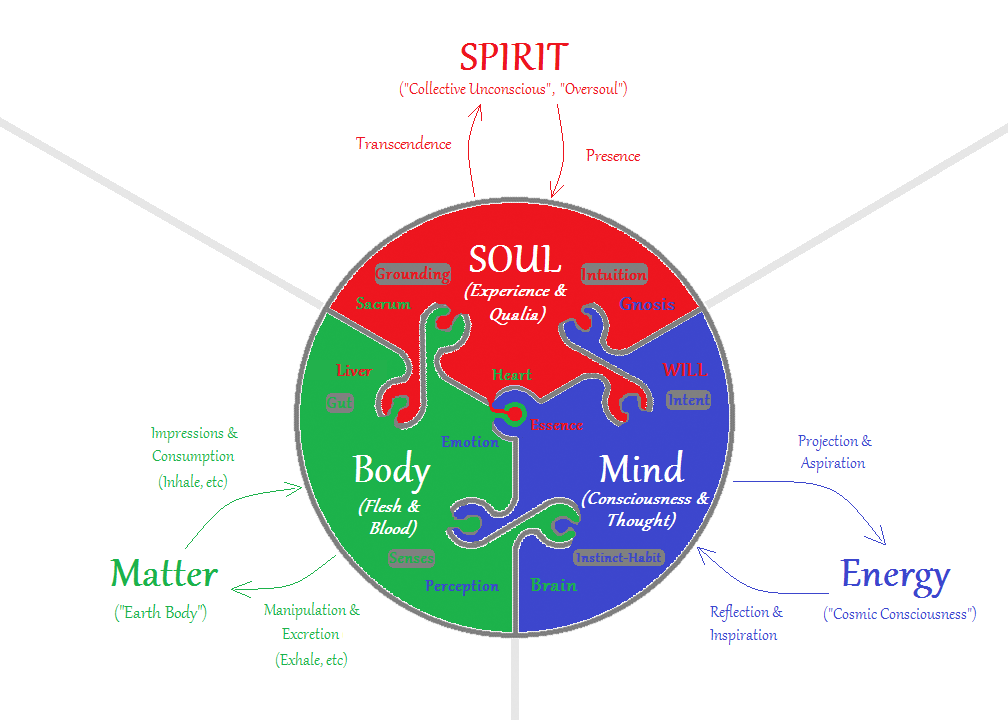 SPIRIT
("Collective Unconscious", "Oversoul")
Transcendence
Presence
SOUL
(Experience &
Qualia)
Grounding
Sacrum
Intuition
Gnosis
Liver
Gut
Heart
WILL
Intent
Essence
Emotion
Body
(Flesh &
Blood)
Mind
(Consciousness &
Thought)
Senses
Perception
Instinct-Habit
Brain
Impressions &
Consumption
(Inhale, etc)
Matter
("Earth Body")
Manipulation &
Excretion
(Exhale, etc)
Projection &
Aspiration
Energy
("Cosmic Consciousness")
Reflection &
Inspiration